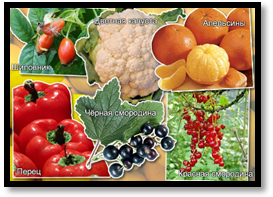 Цветная капуста
Апельсины
Шиповник
Чёрная смородина
Перец
Красная смородина